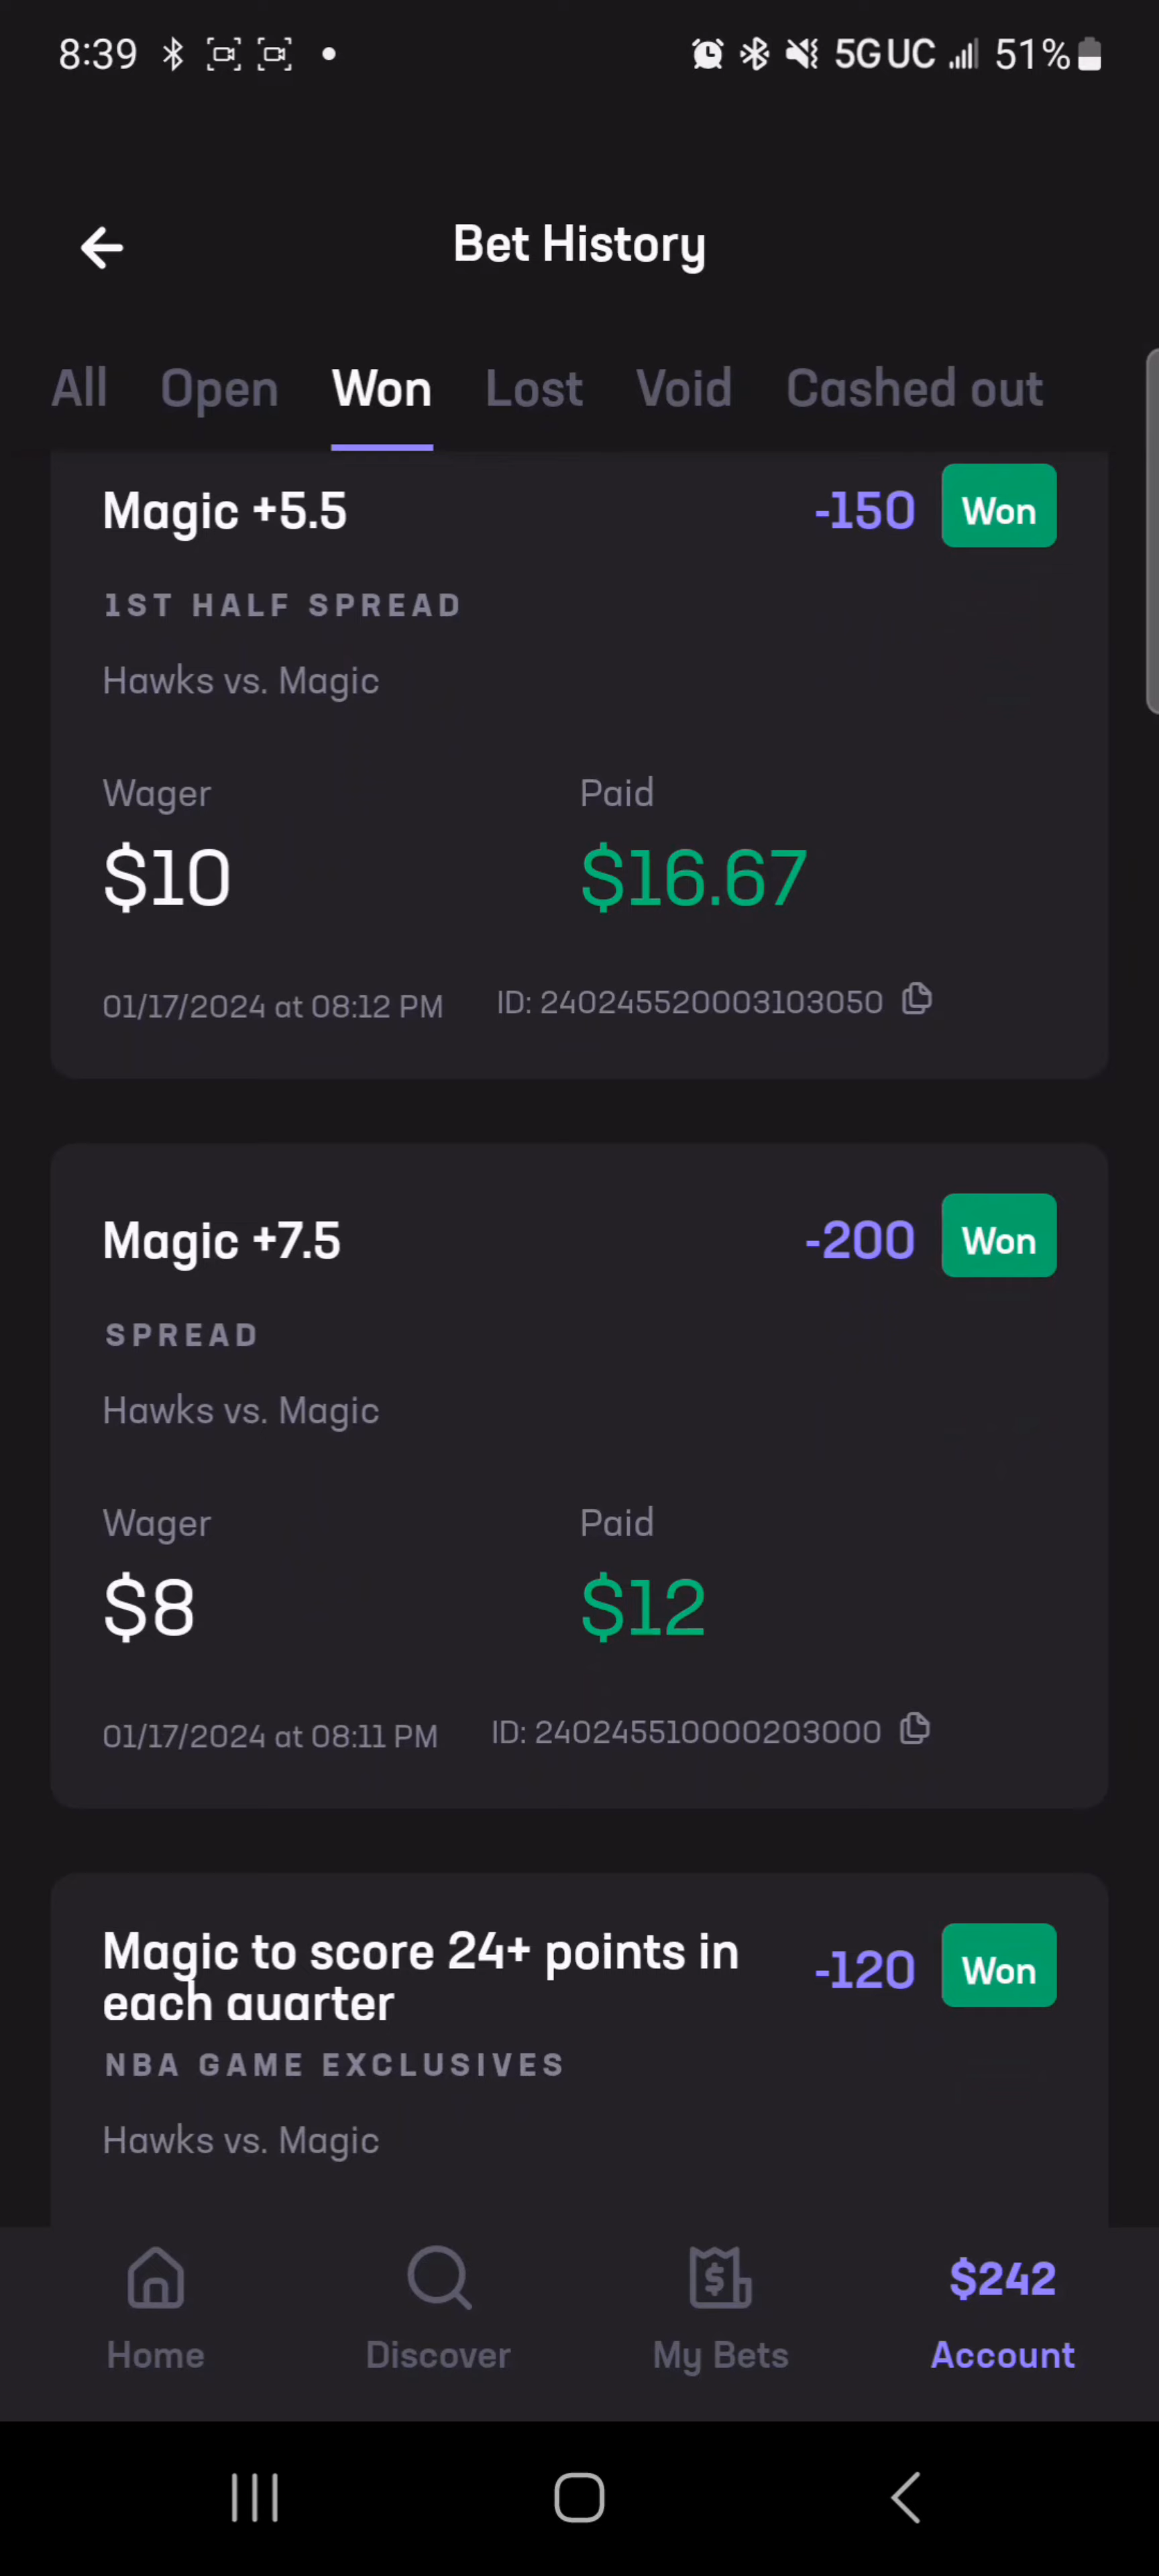 8:39 5G UC 51%
Bet History
All Open Won Lost Void Cashed out
Magic +5.5 -150 Won
1ST HALF SPREAD
Hawks vs. Magic
Wager Paid
$10 $16.67
01/17/2024 at 08:12 PM ID: 240245520003103050
Magic +7.5 -200 Won
SPREAD
Hawks vs. Magic
Wager Paid
$8 $12
01/17/2024 at 08:11 PM ID: 240245510000203000
Magic to score 24+ points in -120 Won
each quarter
NBA GAME EXCLUSIVES
Hawks vs. Magic
$242
Home Discover My Bets Account